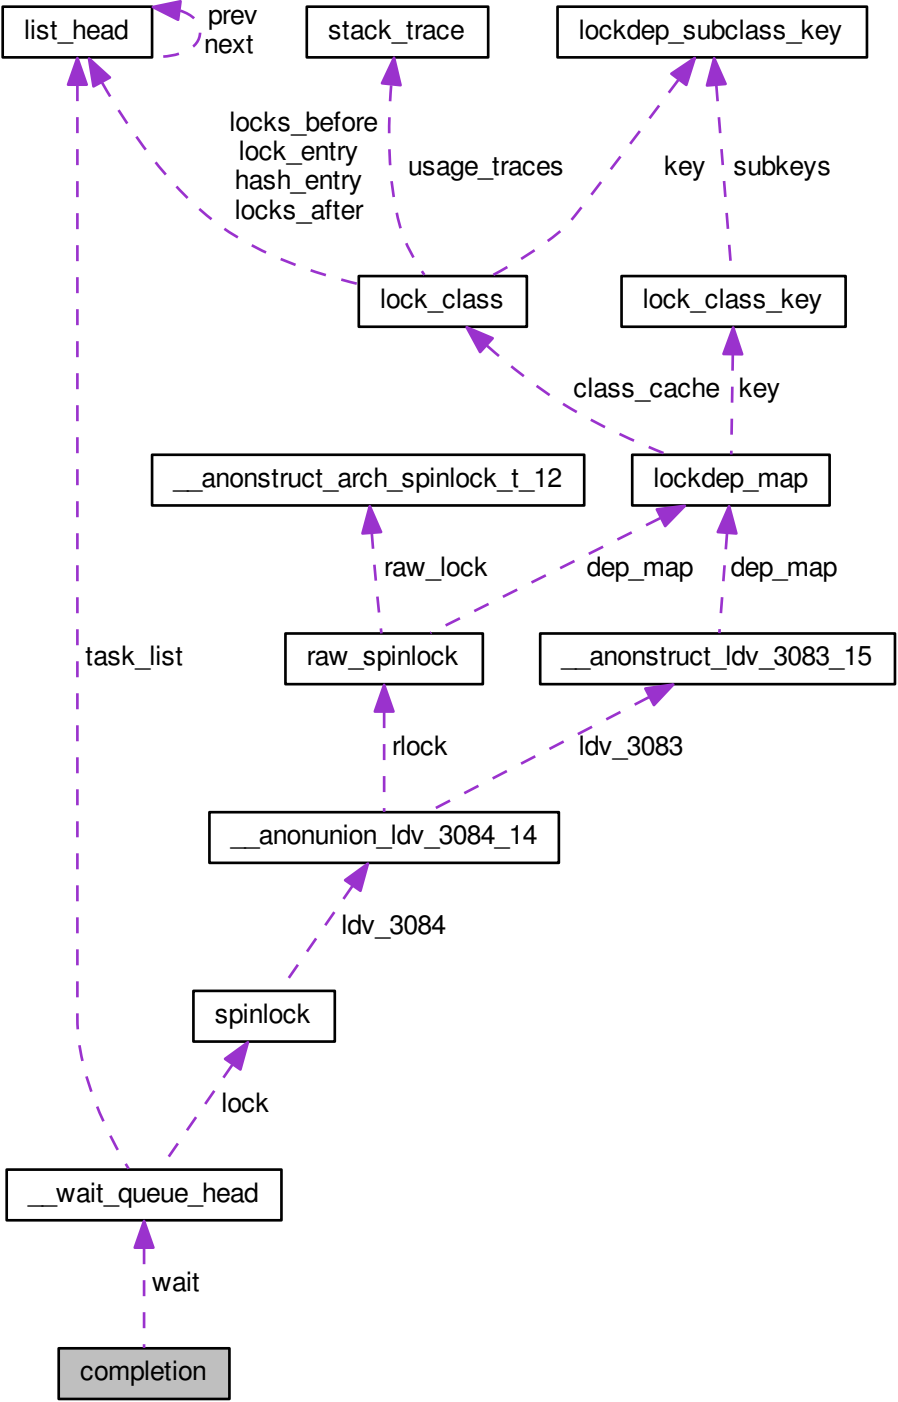 list_head
prev
next
stack_trace
lockdep_subclass_key
locks_before
lock_entry
hash_entry
locks_after
usage_traces
key
subkeys
lock_class
lock_class_key
class_cache
key
__anonstruct_arch_spinlock_t_12
lockdep_map
raw_lock
dep_map
dep_map
task_list
raw_spinlock
__anonstruct_ldv_3083_15
rlock
ldv_3083
__anonunion_ldv_3084_14
ldv_3084
spinlock
lock
__wait_queue_head
wait
completion